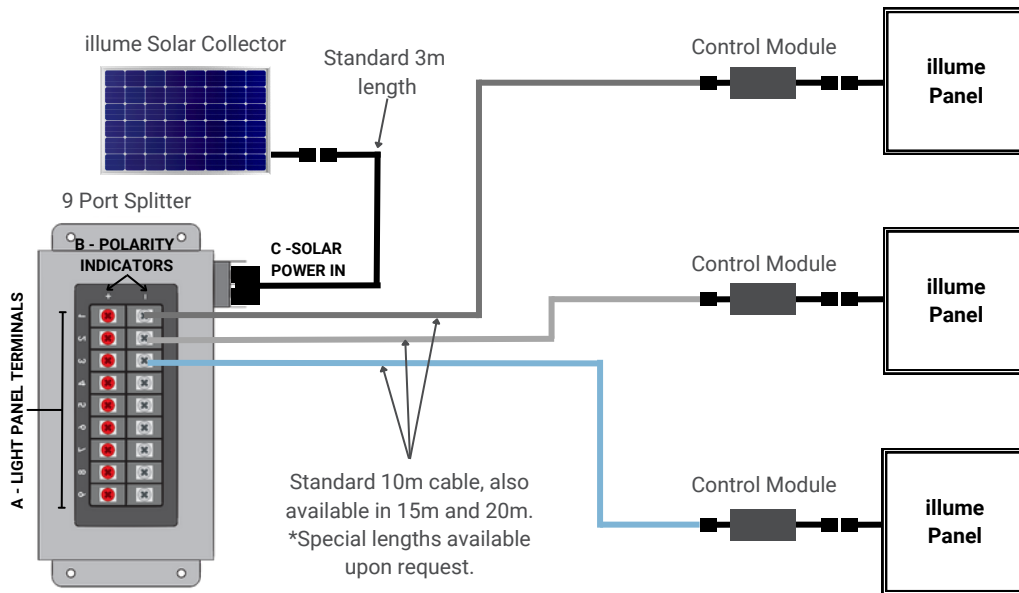 illume Solar Collector
Standard 3m
length
Control Module
illume
Panel
9 Port Splitter
B - POLARITY
INDICATORS
C -SOLAR
POWER IN
+
-
A - LIGHT PANEL TERMINALS
Control Module
illume
Panel
Standard 10m cable, also
available in 15m and 20m.
*Special lengths available
upon request.
Control Module
illume
Panel